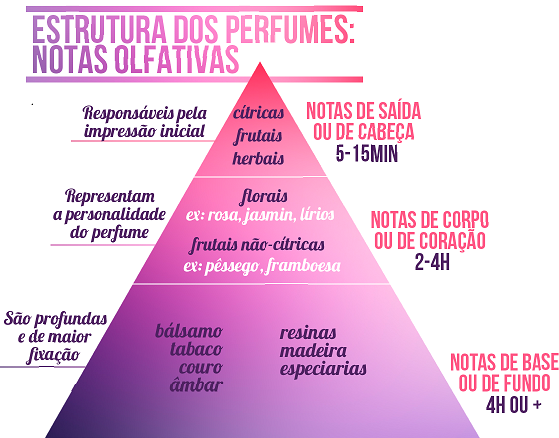 ESTRUTURA DOS PERFUMES:
NOTAS OLFATIVAS
Responsáveis pela
impressão inicial
cítricas
frutais
herbais
NOTAS DE SAÍDA
OU DE CABEÇA
5-15MIN
Representam
a personalidade
do perfume
florais
ex: rosa, jasmin, lírios
frutais não-cítricas
ex: pêssego, framboesa
NOTAS DE CORPO
OU DE CORAÇÃO
2-4H
São profundas
e de maior
fixação
bálsamo
tabaco
couro
âmbar
resinas
madeira
especiarias
NOTAS DE BASE
OU DE FUNDO
4H OU +